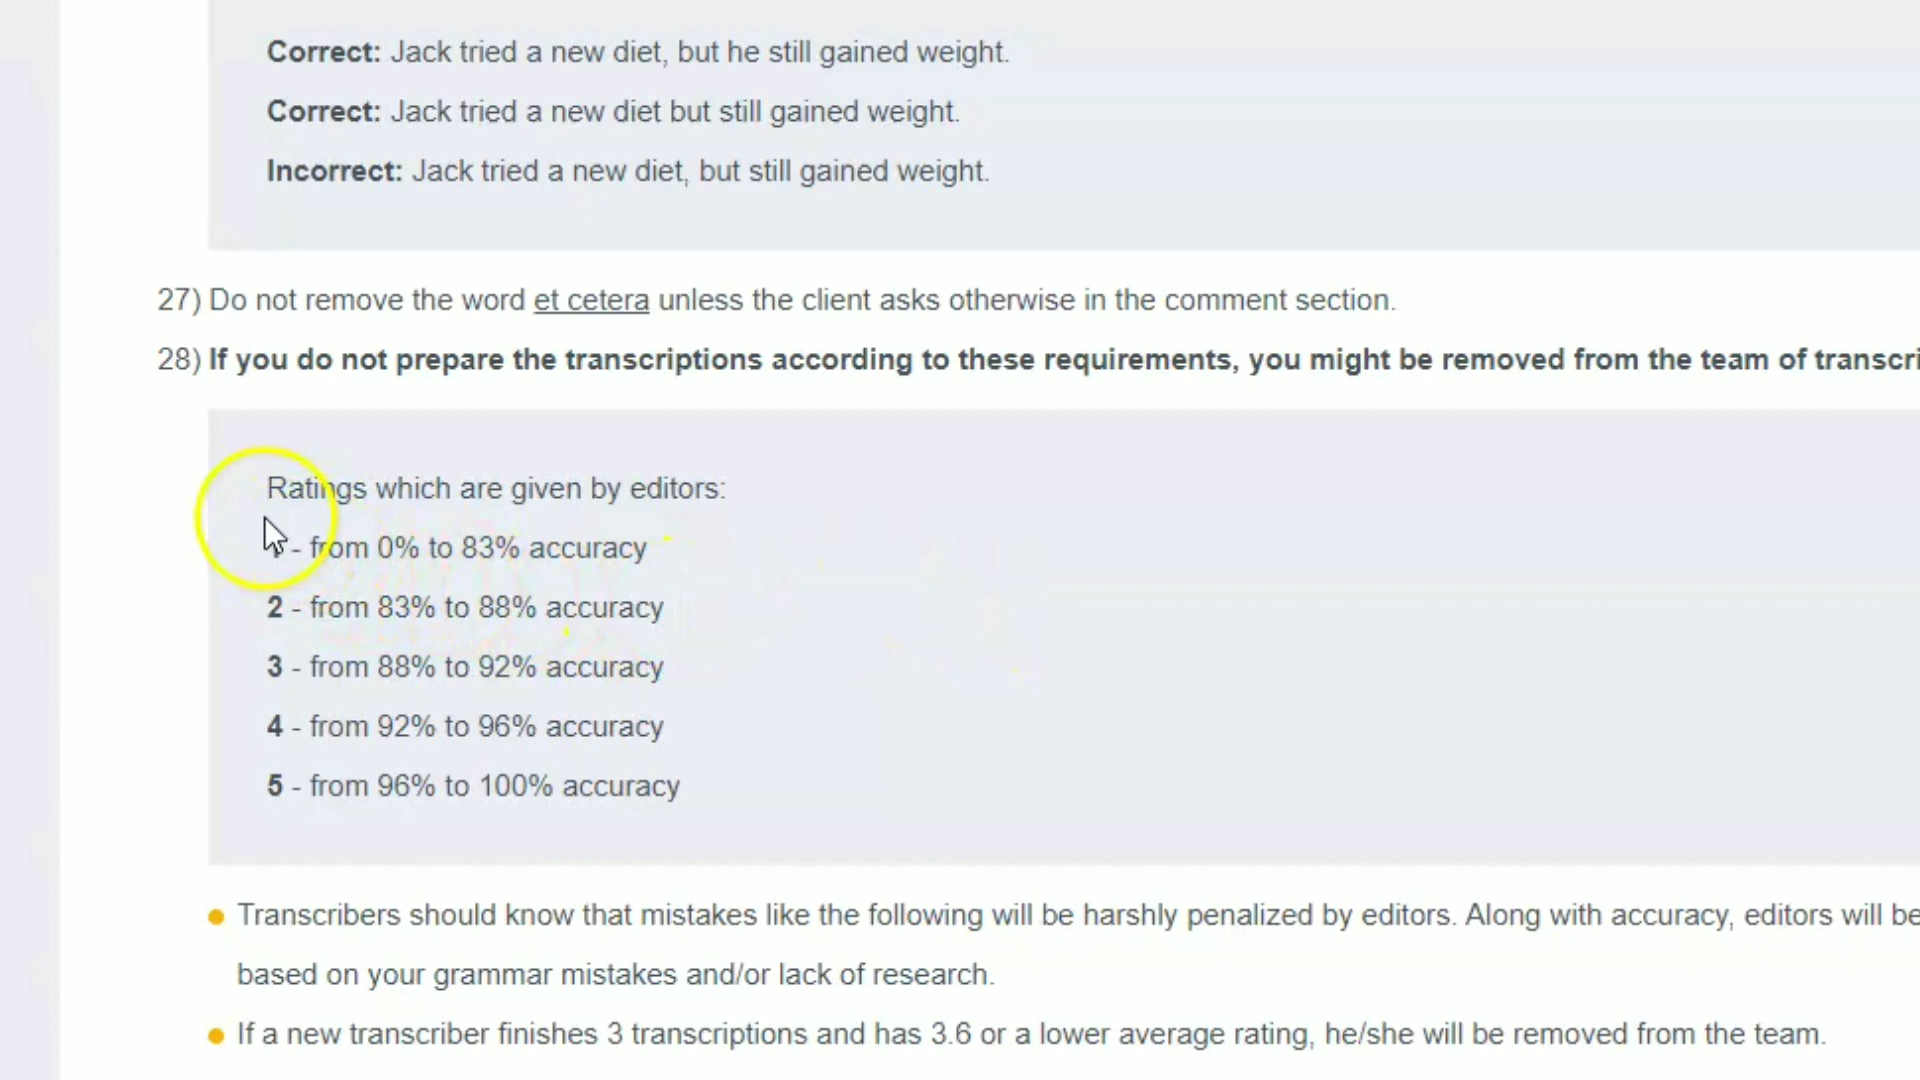 Correct: Jack tried a new diet, but he still gained weight.
Correct: Jack tried a new diet but still gained weight.
Incorrect: Jack tried a new diet, but still gained weight.
27) Do not remove the word et cetera unless the client asks otherwise in the comment section.
28) If you do not prepare the transcriptions according to these requirements, you might be removed from the team of
Ratings which are given by editors:
- from 0% to 83% accuracy
2 - from 83% to 88% accuracy
3 - from 88% to 92% accuracy
4 - from 92% to 96% accuracy
5 - from 96% to 100% accuracy
Transcribers should know that mistakes like the following will be harshly penalized by editors. Along with accuracy, editors will be
based on your grammar mistakes and/or lack of research.
If a new transcriber finishes 3 transcriptions and has 3.6 or a lower average rating, he/she will be removed from the team.